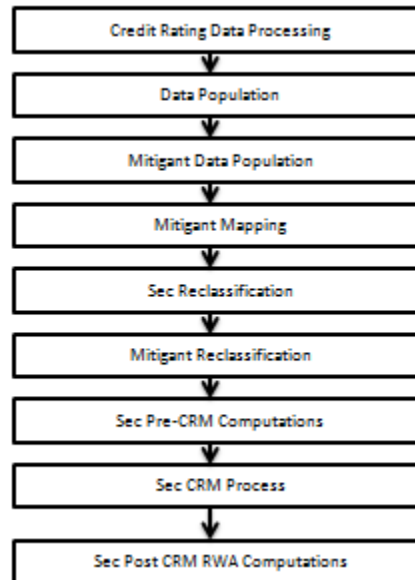 Credit Rating Data Processing
Data Population
Mitigant Data Population
Mitigant Mapping
Sec Reclassification
Mitigant Reclassification
Sec Pre-CRM Computations
Sec CRM Process
Sec Post CRM RWA Computations